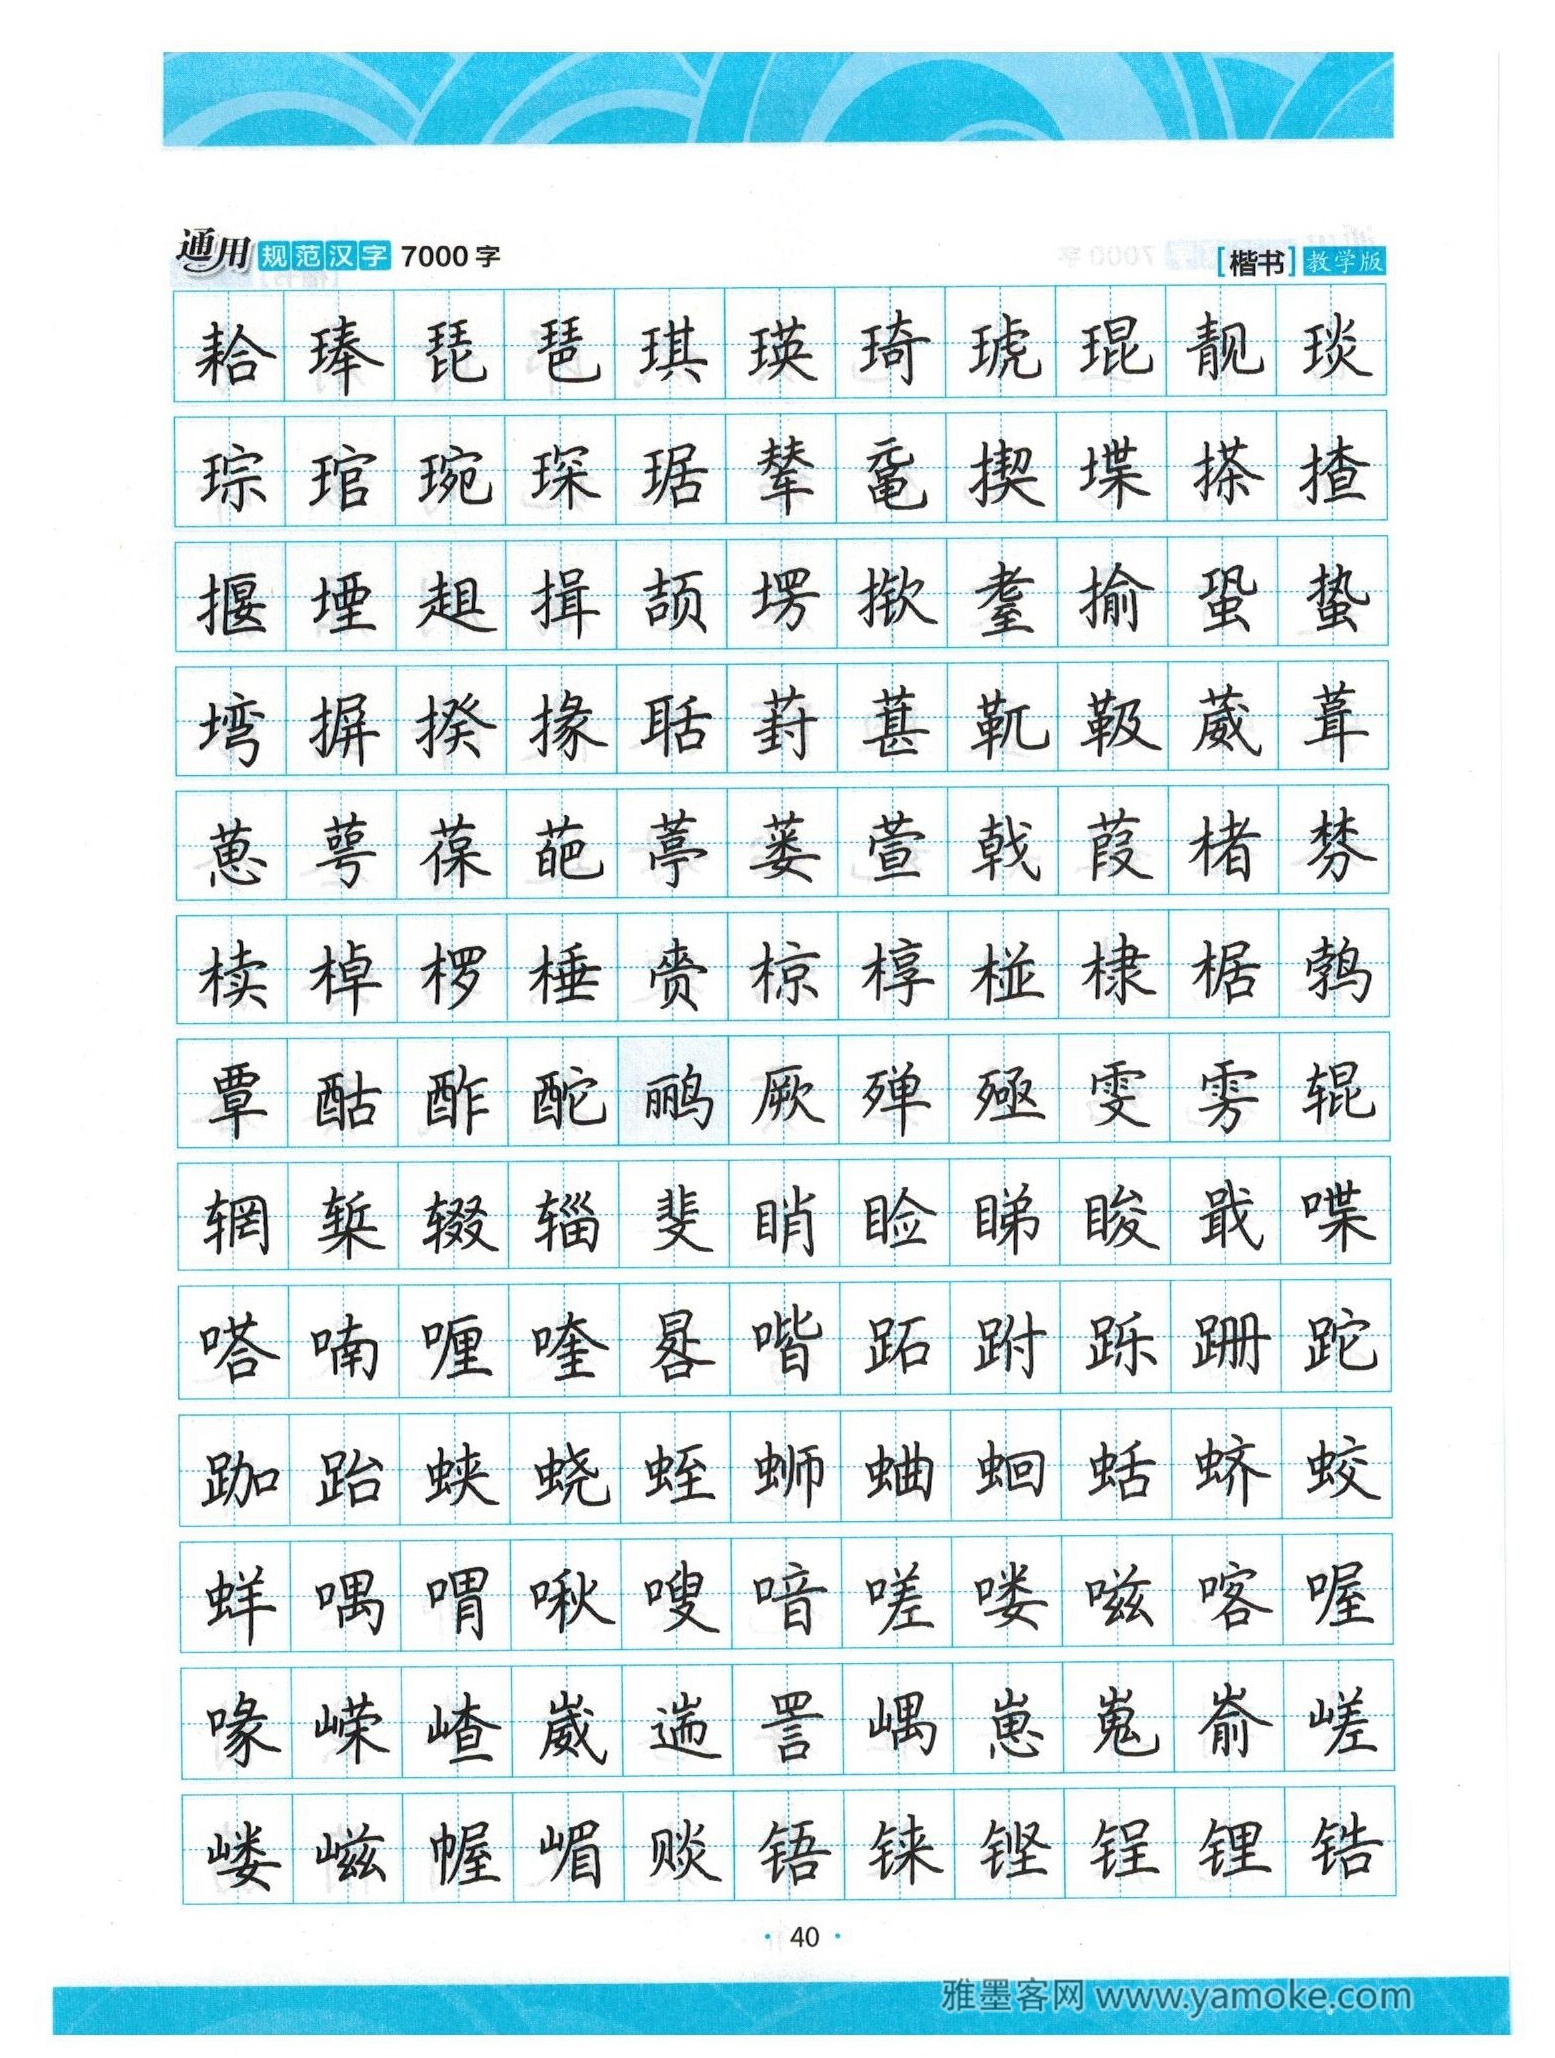 通用规范汉字 7000 字 [楷书] 教学版
耠 琫 琵 琶 琪 瑛 琦 琥 琨 靓 琰
琮 琯 琬 琛 琚 辇 鼋 揳 堞 搽 揸
揠 堙 趄 揖 颉 塄 揿 耋 揄 蛩 蛰
塆 摒 揆 掾 聒 葑 葚 靰 靸 葳 葺
葸 萼 葆 葩 葶 蒌 萱 戟 葭 楮 棼
椟 棹 椤 棰 赍 椋 椁 椪 棣 椐 鹁
覃 酤 酢 酡 鹂 厥 殚 殛 雯 雱 辊
辋 椠 辍 辎 斐 睄 睑 睇 睃 戢 喋
嗒 喃 喱 喹 晷 喈 跖 跗 跞 跚 跎
跏 跆 蛱 蛲 蛭 蛳 蛐 蛔 蛞 蛴 蛟
蛘 喁 喟 啾 嗖 喑 嗟 喽 嗞 喀 喔
喙 嵘 嵖 崴 遄 詈 嵎 崽 嵬 嵛 嵯
嵝 嵫 幄 嵋 赕 铻 铼 铿 锃 锂 锆
· 40 ·
雅墨客网 www.yamoke.com